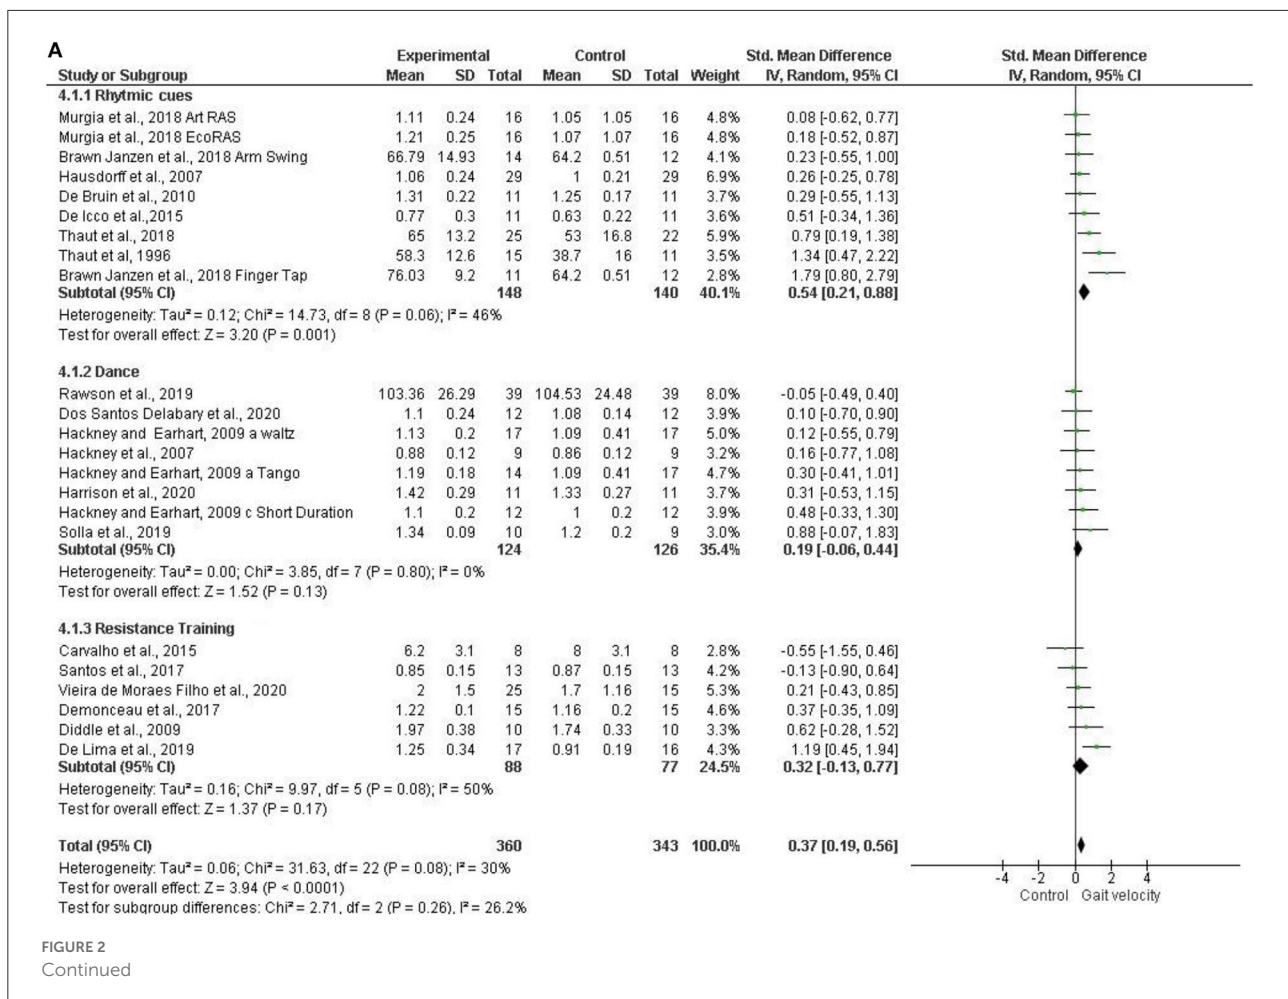 A
Experimental Control Std. Mean Difference Std. Mean Difference
Study or Subgroup Mean SD Total Mean SD Total Weight IV, Random, 95% CI IV, Random, 95% CI
4.1.1 Rhytmic cues
Murgia et al., 2018 Art RAS 1.11 0.24 16 1.05 1.05 16 4.8% 0.08 [-0.62, 0.77]
Murgia et al., 2018 EcoRAS 1.21 0.25 16 1.07 1.07 16 4.8% 0.18 [-0.52, 0.87]
Brawn Janzen et al., 2018 Arm Swing 66.79 14.93 14 64.2 0.51 12 4.1% 0.23 [-0.55, 1.00]
Hausdorff et al., 2007 1.06 0.24 29 1 0.21 29 6.9% 0.26 [-0.25, 0.78]
De Bruin et al., 2010 1.31 0.22 11 1.25 0.17 11 3.7% 0.29 [-0.55, 1.13]
De Icco et al.,2015 0.77 0.3 11 0.63 0.22 11 3.6% 0.51 [-0.34, 1.36]
Thaut et al., 2018 65 13.2 25 53 16.8 22 5.9% 0.79 [0.19, 1.38]
Thaut et al, 1996 58.3 12.6 15 38.7 16 11 3.5% 1.34 [0.47, 2.22]
Brawn Janzen et al., 2018 Finger Tap 76.03 9.2 11 64.2 0.51 12 2.8% 1.79 [0.80, 2.79]
Subtotal (95% CI) 148 140 40.1% 0.54 [0.21, 0.88]
Heterogeneity: Tau² = 0.12; Chi² = 14.73, df = 8 (P = 0.06); I² = 46%
Test for overall effect: Z = 3.20 (P = 0.001)
4.1.2 Dance
Rawson et al., 2019 103.36 26.29 39 104.53 24.48 39 8.0% -0.05 [-0.49, 0.40]
Dos Santos Delabary et al., 2020 1.1 0.24 12 1.08 0.14 12 3.9% 0.10 [-0.70, 0.90]
Hackney and Earhart, 2009 a waltz 1.13 0.2 17 1.09 0.41 17 5.0% 0.12 [-0.55, 0.79]
Hackney et al., 2007 0.88 0.12 9 0.86 0.12 9 3.2% 0.16 [-0.77, 1.08]
Hackney and Earhart, 2009 a Tango 1.19 0.18 14 1.09 0.41 17 4.7% 0.30 [-0.41, 1.01]
Harrison et al., 2020 1.42 0.29 11 1.33 0.27 11 3.7% 0.31 [-0.53, 1.15]
Hackney and Earhart, 2009 c Short Duration 1.1 0.2 12 1 0.2 12 3.9% 0.48 [-0.33, 1.30]
Solla et al., 2019 1.34 0.09 10 1.2 0.2 9 3.0% 0.88 [-0.07, 1.83]
Subtotal (95% CI) 124 126 35.4% 0.19 [-0.06, 0.44]
Heterogeneity: Tau² = 0.00; Chi² = 3.85, df = 7 (P = 0.80); I² = 0%
Test for overall effect: Z = 1.52 (P = 0.13)
4.1.3 Resistance Training
Carvalho et al., 2015 6.2 3.1 8 8 3.1 8 2.8% -0.55 [-1.55, 0.46]
Santos et al., 2017 0.85 0.15 13 0.87 0.15 13 4.2% -0.13 [-0.90, 0.64]
Vieira de Moraes Filho et al., 2020 2 1.5 25 1.7 1.16 15 5.3% 0.21 [-0.43, 0.85]
Demonceau et al., 2017 1.22 0.1 15 1.16 0.2 15 4.6% 0.37 [-0.35, 1.09]
Diddle et al., 2009 1.97 0.38 10 1.74 0.33 10 3.3% 0.62 [-0.28, 1.52]
De Lima et al., 2019 1.25 0.34 17 0.91 0.19 16 4.3% 1.19 [0.45, 1.94]
Subtotal (95% CI) 88 77 24.5% 0.32 [-0.13, 0.77]
Heterogeneity: Tau² = 0.16; Chi² = 9.97, df = 5 (P = 0.08); I² = 50%
Test for overall effect: Z = 1.37 (P = 0.17)
Total (95% CI) 360 343 100.0% 0.37 [0.19, 0.56]
Heterogeneity: Tau² = 0.06; Chi² = 31.63, df = 22 (P = 0.08); I² = 30%
Test for overall effect: Z = 3.94 (P < 0.0001)
Test for subgroup differences: Chi² = 2.71, df = 2 (P = 0.26), I² = 26.2%
-4 -2 0 2 4
Control Gait velocity
FIGURE 2
Continued